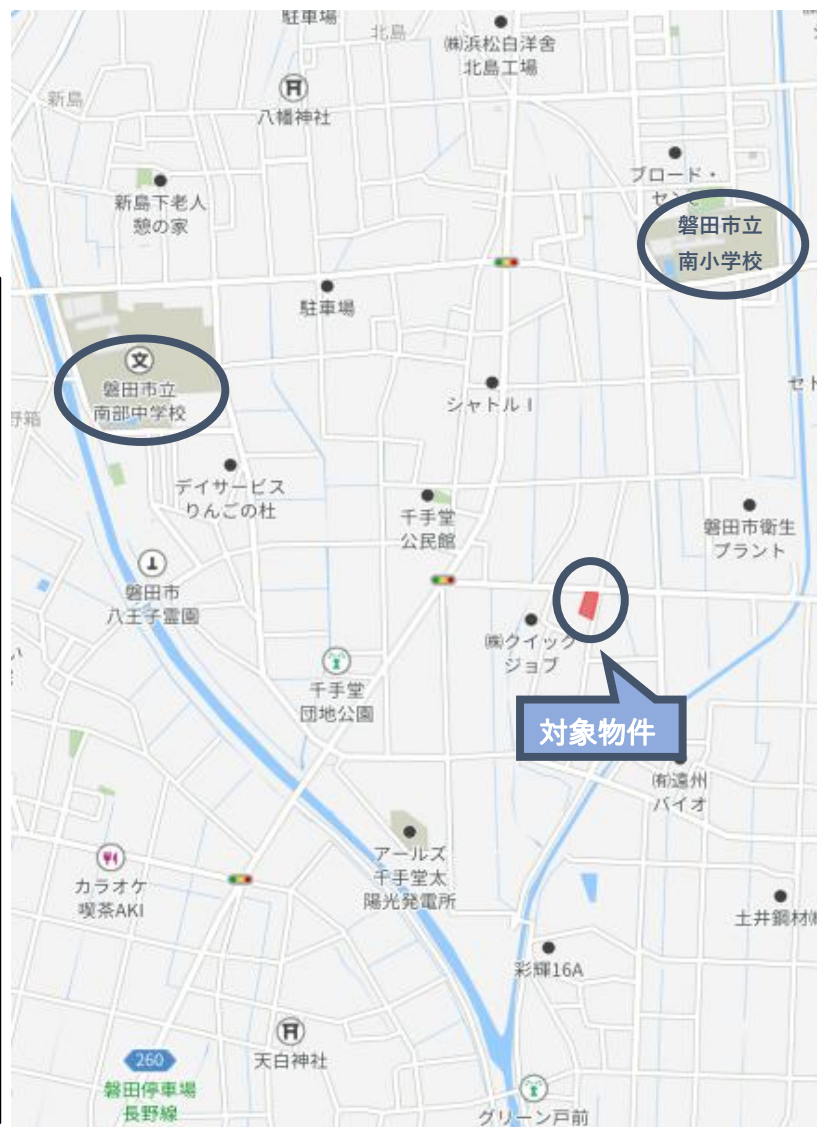 駐車場
北島
㈱浜松白洋舎
北島工場
新島
八幡神社
ブロード・
セン
新島下老人
憩の家
磐田市立
南小学校
駐車場
文
磐田市立
南部中学校
シャトルⅠ
セト
野箱
デイサービス
りんごの杜
千手堂
公民館
磐田市衛生
プラント
磐田市
八王子霊園
㈱クイック
ジョブ
い
千手堂
団地公園
対象物件
㈲遠州
バイオ
アールズ
千手堂太
陽光発電所
カラオケ
喫茶AKI
土井鋼材㈱
彩輝16A
天白神社
260
磐田停車場
長野線
グリーン戸前